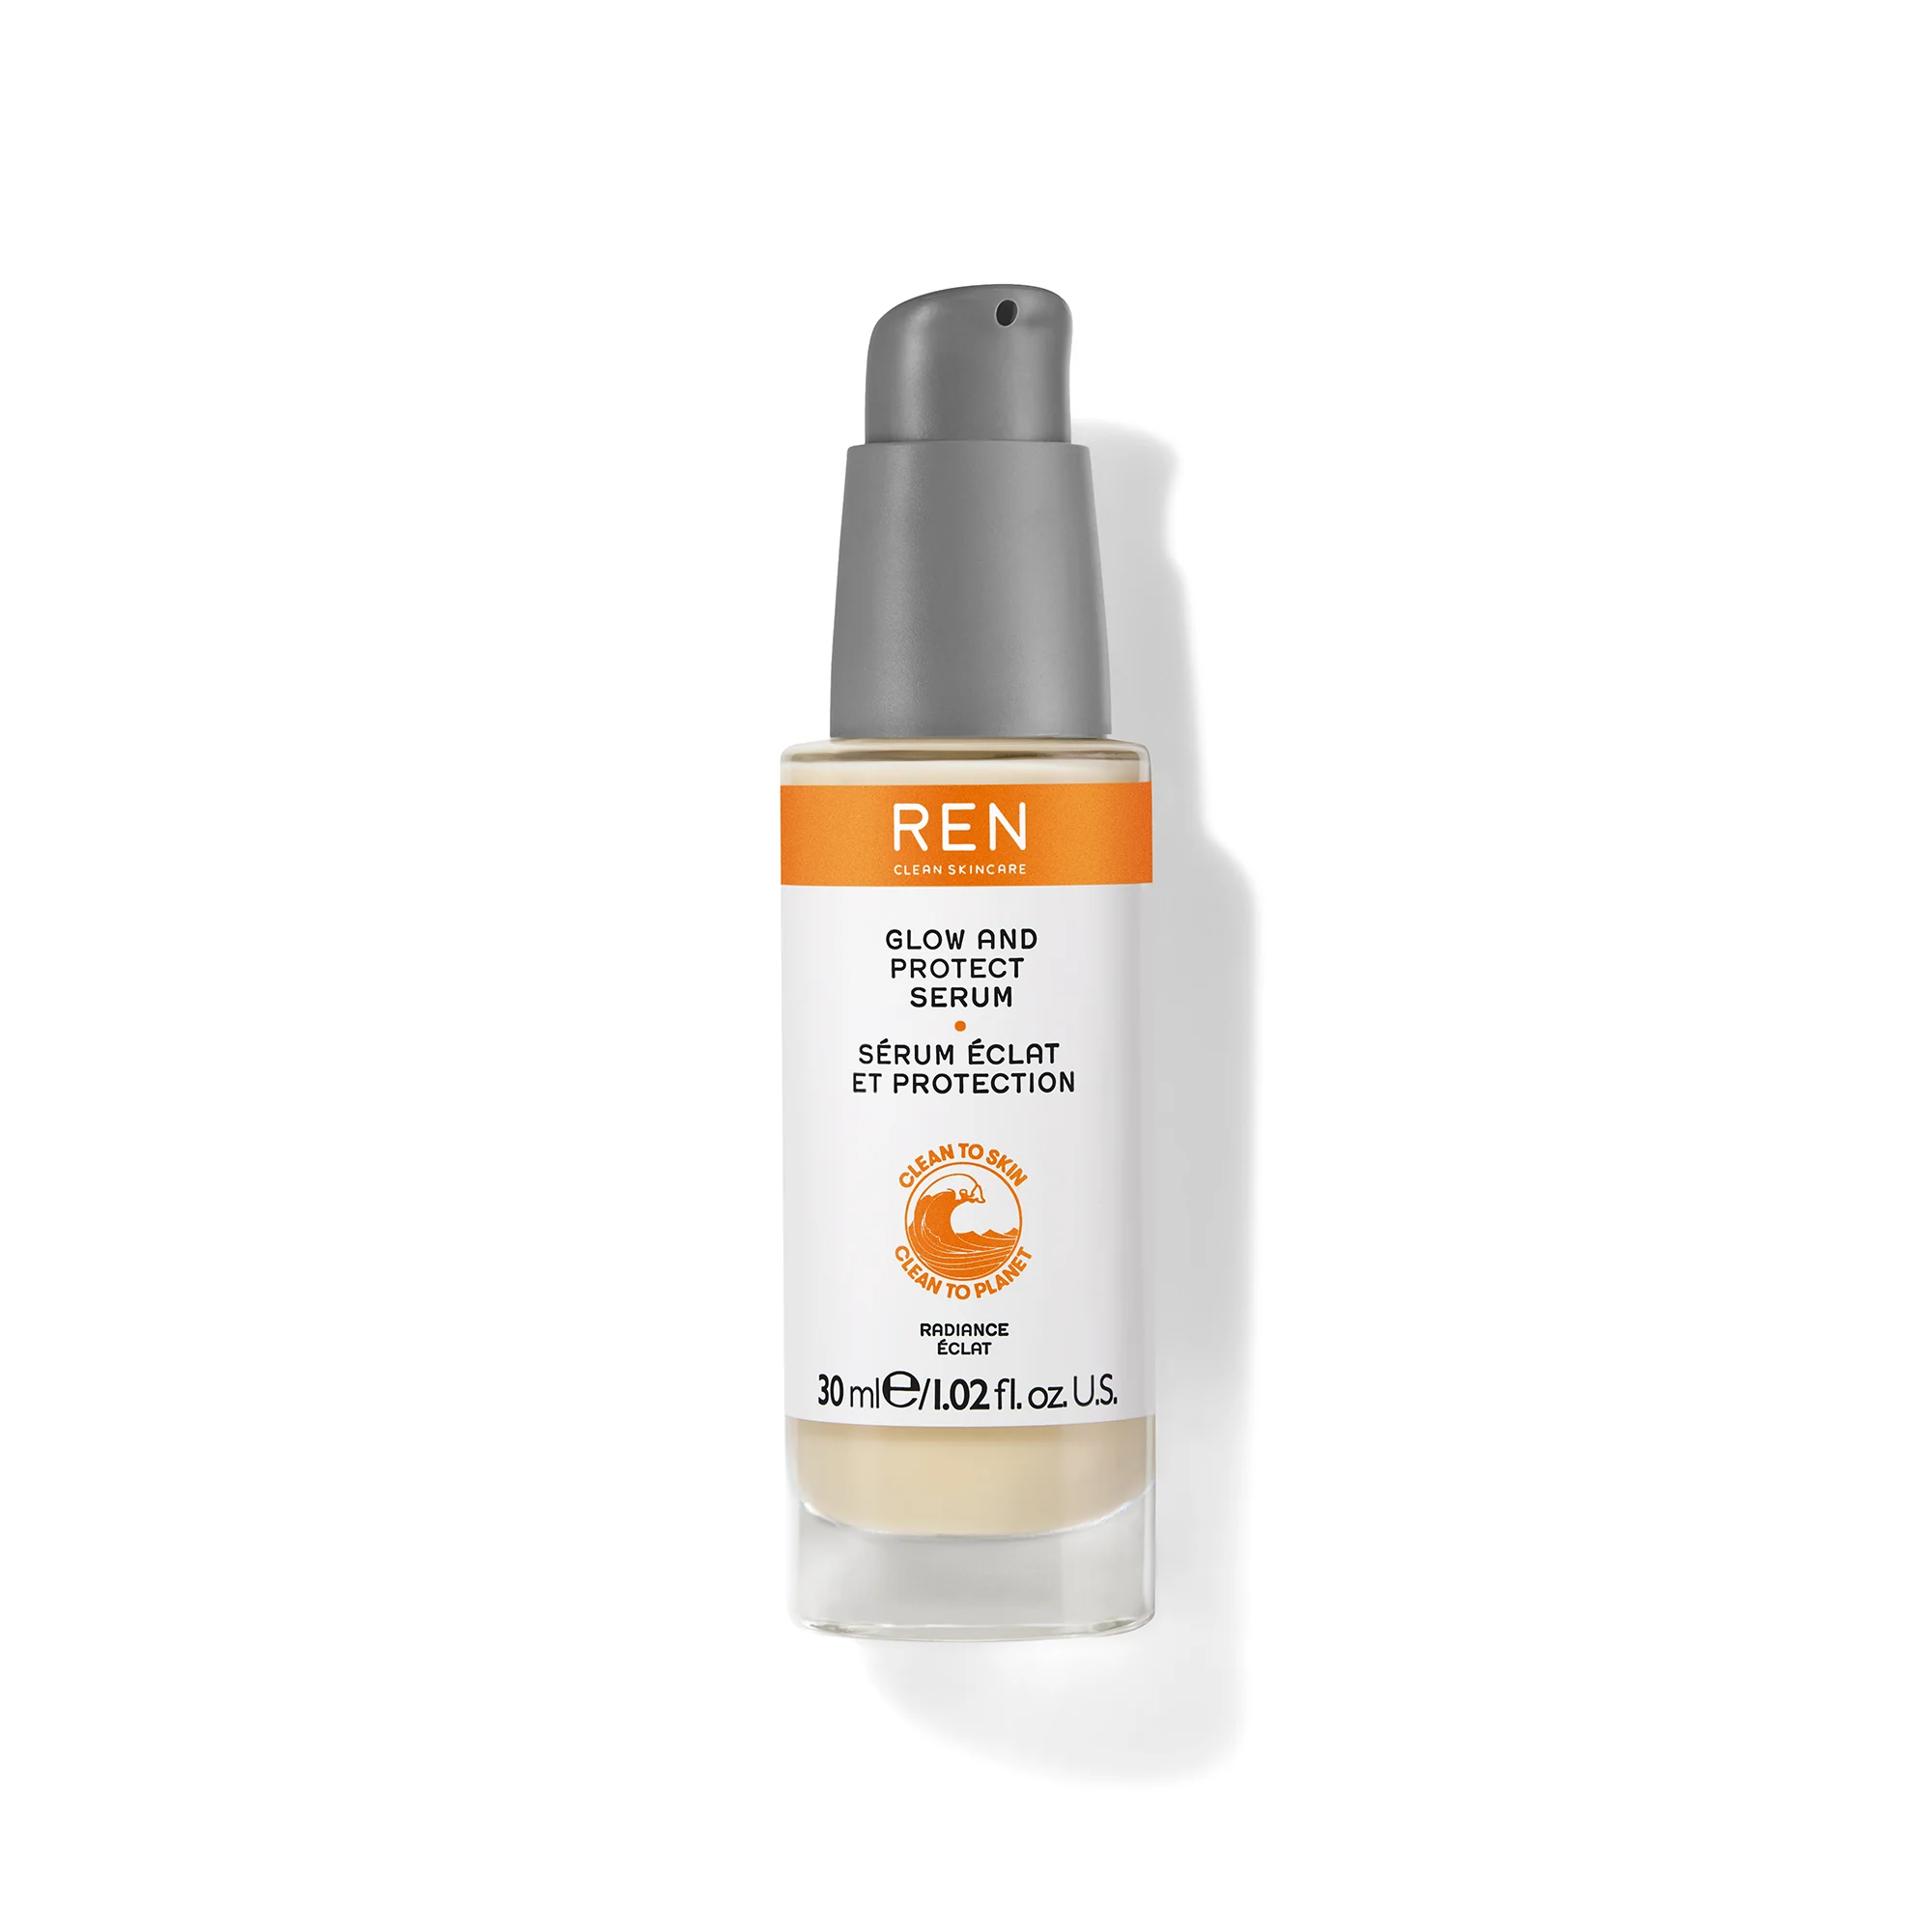 REN
CLEAN SKINCARE
GLOW AND
PROTECT
SERUM
•
SÉRUM ÉCLAT
ET PROTECTION
CLEAN TO SKIN
CLEAN TO PLANET
RADIANCE
ÉCLAT
30 ml ℮/1.02 fl. oz. U.S.